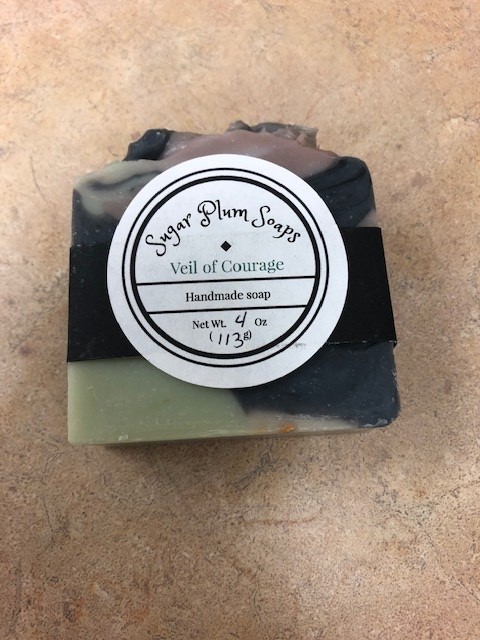 Sugar Plum Soaps
Veil of Courage
Handmade soap
Net Wt. 4 Oz
(113g)